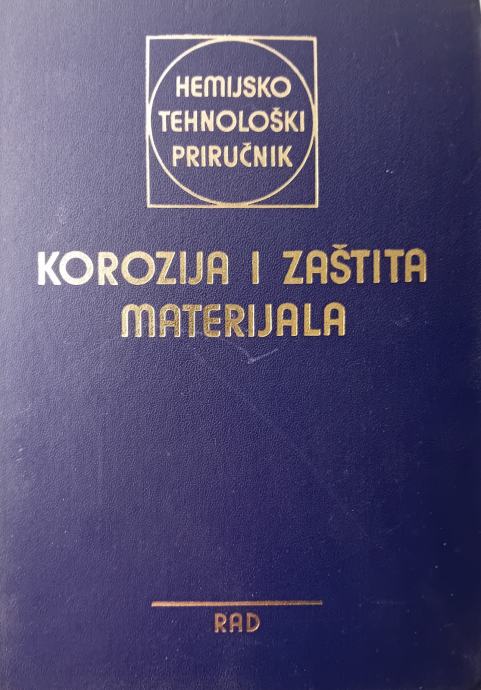 HEMIJSKO
TEHNOLOŠKI
PRIRUČNIK
KOROZIJA I ZAŠTITA
MATERIJALA
RAD